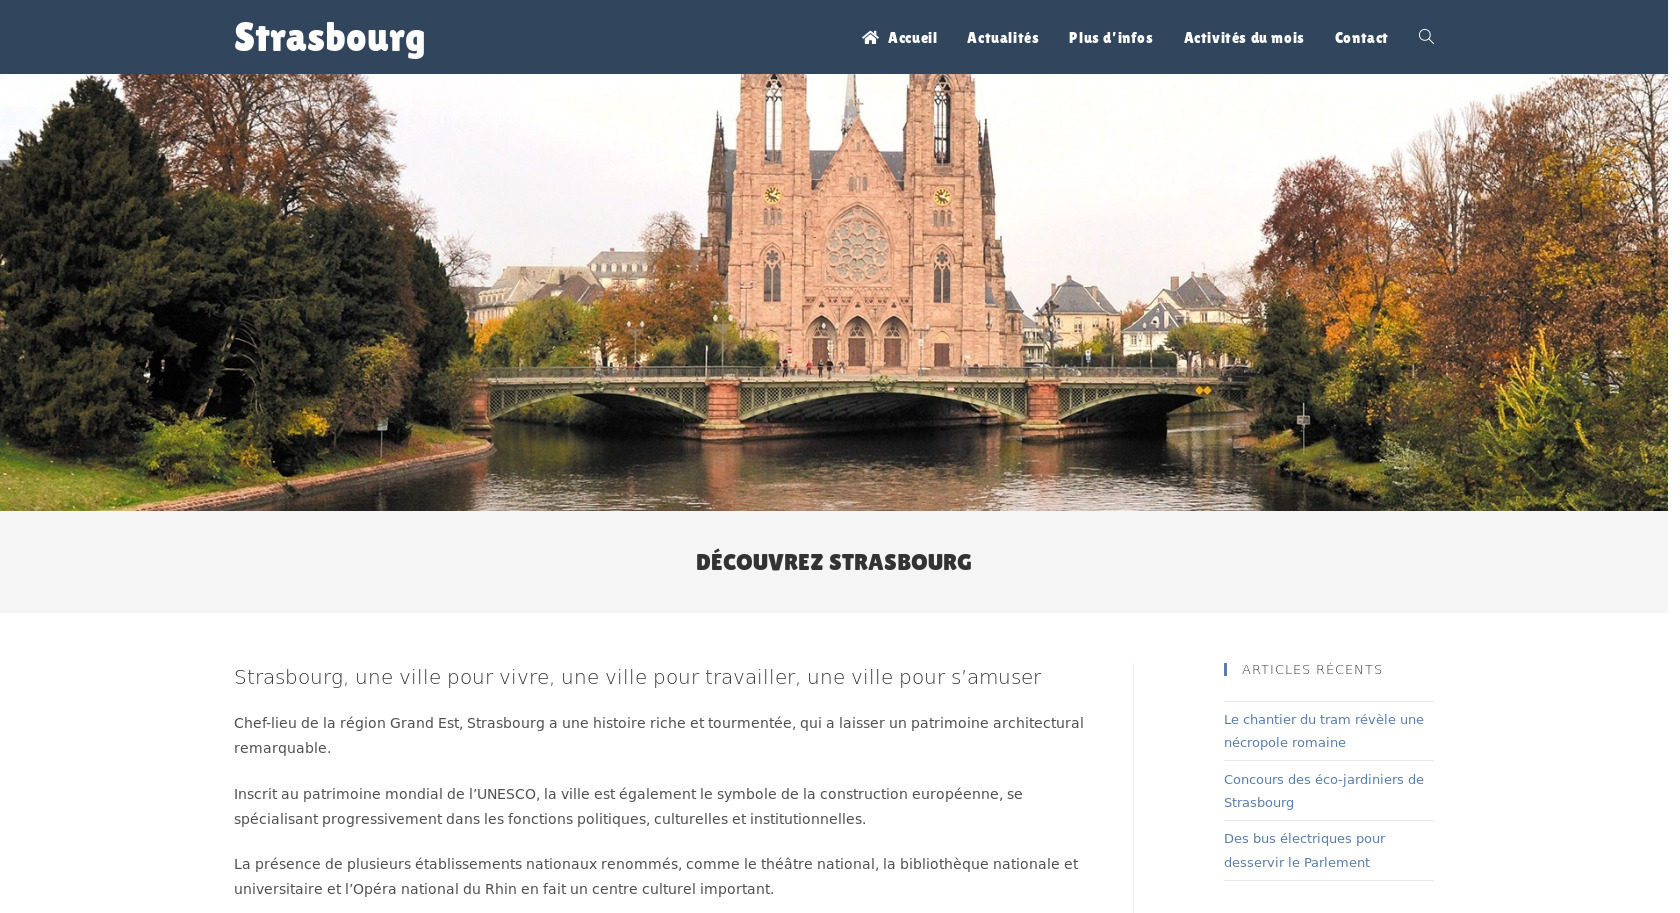 Strasbourg
Accueil
Actualités
Plus d’infos
Activités du mois
Contact
DÉCOUVREZ STRASBOURG
Strasbourg, une ville pour vivre, une ville pour travailler, une ville pour s’amuser
Chef-lieu de la région Grand Est, Strasbourg a une histoire riche et tourmentée, qui a laisser un patrimoine architectural
remarquable.
Inscrit au patrimoine mondial de l’UNESCO, la ville est également le symbole de la construction européenne, se
spécialisant progressivement dans les fonctions politiques, culturelles et institutionnelles.
La présence de plusieurs établissements nationaux renommés, comme le théâtre national, la bibliothèque nationale et
universitaire et l’Opéra national du Rhin en fait un centre culturel important.
ARTICLES RÉCENTS
Le chantier du tram révèle une
nécropole romaine
Concours des éco-jardiniers de
Strasbourg
Des bus électriques pour
desservir le Parlement